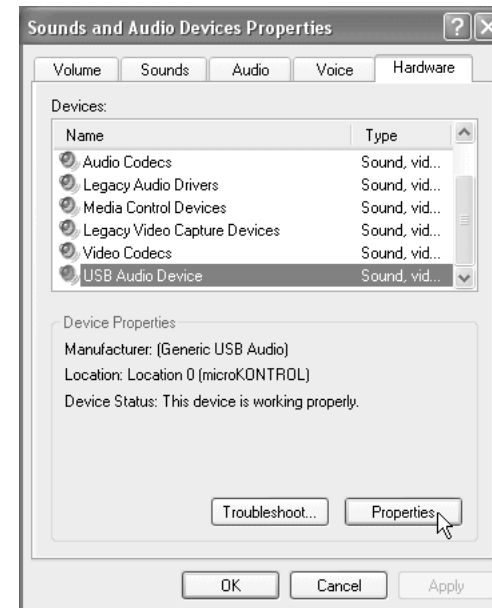 Sounds and Audio Devices Properties
Volume Sounds Audio Voice Hardware
Devices:
Name Type
Audio Codecs Sound, vid...
Legacy Audio Drivers Sound, vid...
Media Control Devices Sound, vid...
Legacy Video Capture Devices Sound, vid...
Video Codecs Sound, vid...
USB Audio Device Sound, vid...
Device Properties
Manufacturer: (Generic USB Audio)
Location: Location 0 (microKONTROL)
Device Status: This device is working properly.
Troubleshoot... Properties
OK Cancel Apply